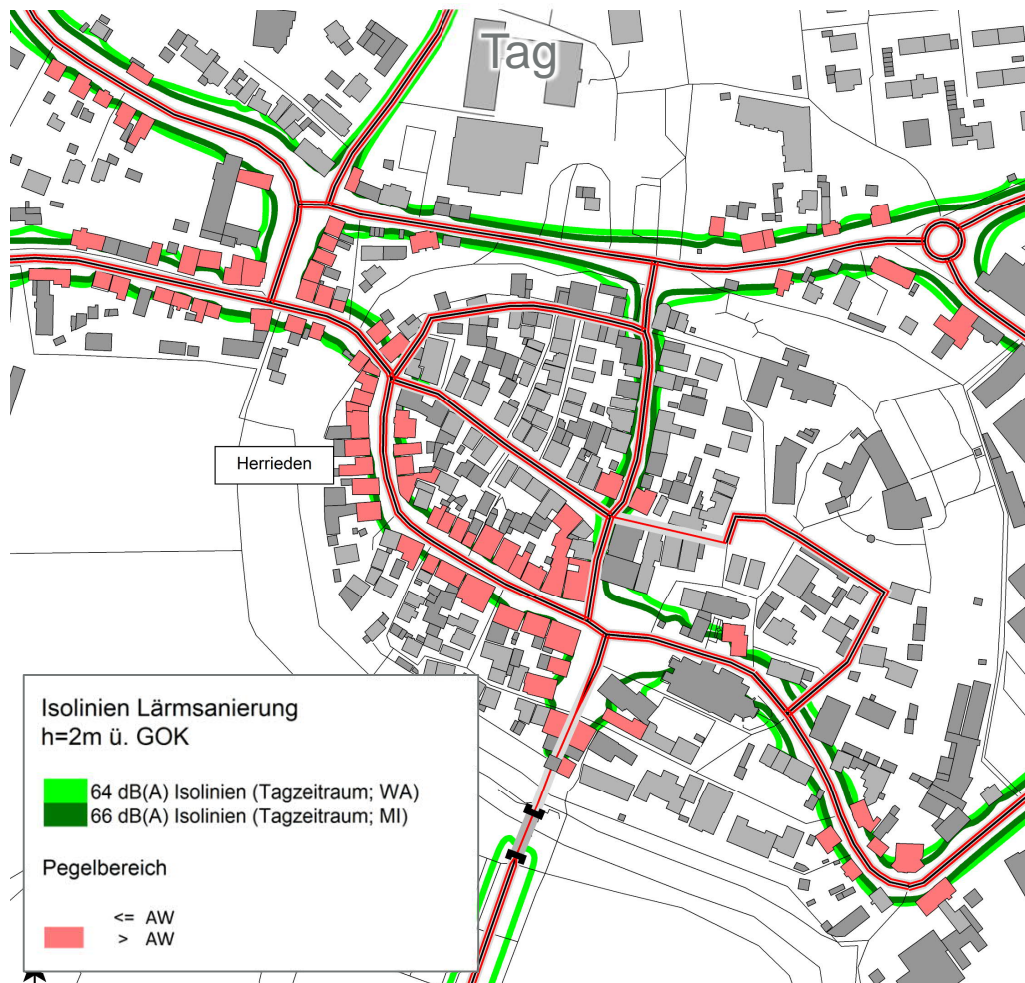 Tag
Herrieden
Isolinien Lärmsanierung
h=2m ü. GOK
64 dB(A) Isolinien (Tagzeitraum; WA)
66 dB(A) Isolinien (Tagzeitraum; MI)
Pegelbereich
<= AW
> AW